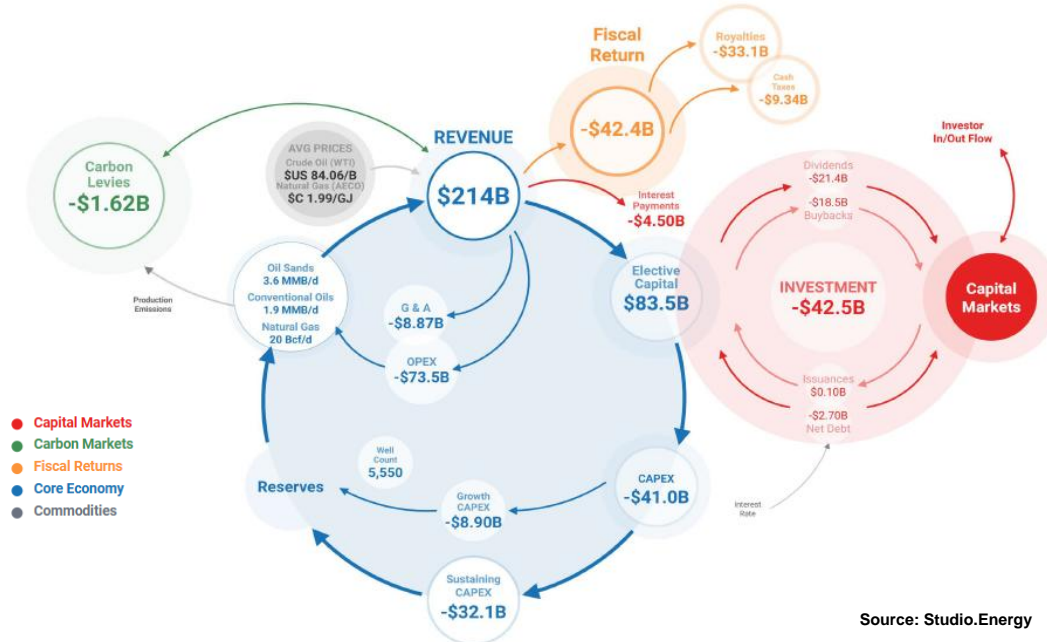 Fiscal
Return
-$42.4B
Royalties
-$33.1B
Cash
Taxes
-$9.34B
REVENUE
$214B
AVG PRICES
Crude Oil (WTI)
$US 84.06/B
Natural Gas (AECO)
$C 1.99/GJ
Carbon
Levies
-$1.62B
Production
Emissions
Oil Sands
3.6 MMB/d
Conventional Oils
1.9 MMB/d
Natural Gas
20 Bcf/d
G & A
-$8.87B
OPEX
-$73.5B
Interest
Payments
-$4.50B
Elective
Capital
$83.5B
Investor
In/Out Flow
Dividends
-$21.4B
-$18.5B
Buybacks
INVESTMENT
-$42.5B
Capital
Markets
Issuances
$0.10B
-$2.70B
Net Debt
Interest
Rate
CAPEX
-$41.0B
Well
Count
5,550
Growth
CAPEX
-$8.90B
Reserves
Sustaining
CAPEX
-$32.1B
Capital Markets
Carbon Markets
Fiscal Returns
Core Economy
Commodities
Source: Studio.Energy